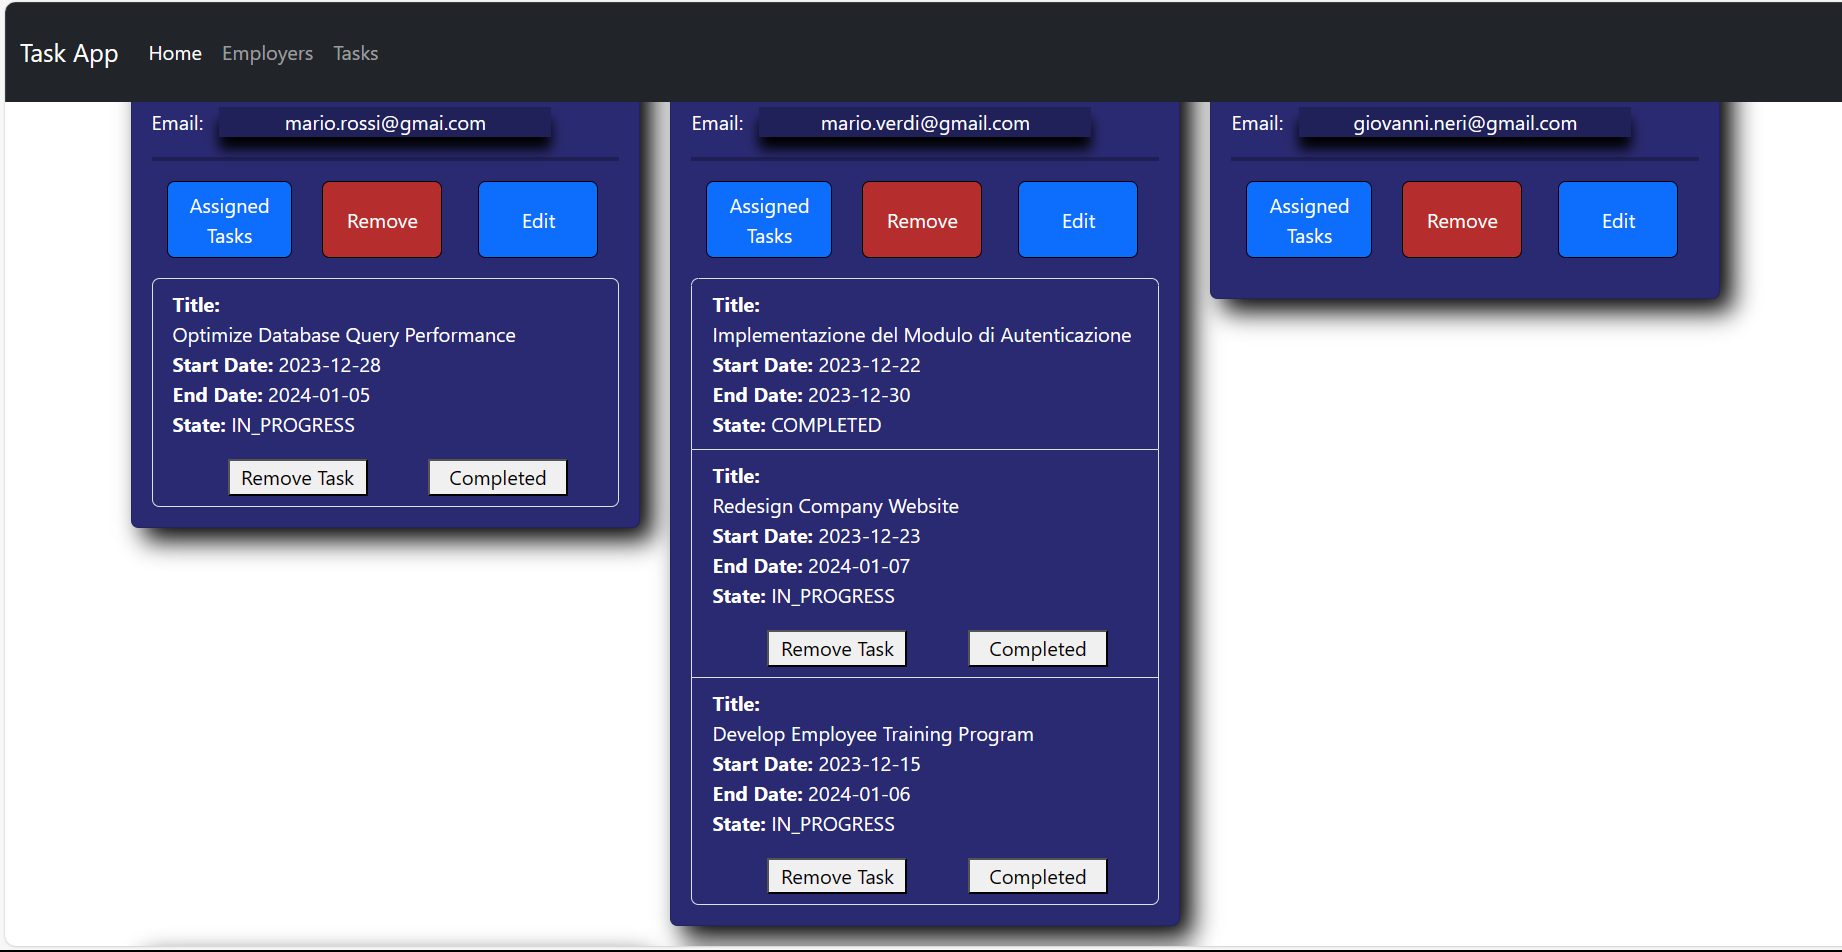 Task App Home Employers Tasks
Email: mario.rossi@gmai.com
Assigned Tasks Remove Edit
Title:
Optimize Database Query Performance
Start Date: 2023-12-28
End Date: 2024-01-05
State: IN_PROGRESS
Remove Task Completed
Email: mario.verdi@gmail.com
Assigned Tasks Remove Edit
Title:
Implementazione del Modulo di Autenticazione
Start Date: 2023-12-22
End Date: 2023-12-30
State: COMPLETED
Title:
Redesign Company Website
Start Date: 2023-12-23
End Date: 2024-01-07
State: IN_PROGRESS
Remove Task Completed
Title:
Develop Employee Training Program
Start Date: 2023-12-15
End Date: 2024-01-06
State: IN_PROGRESS
Remove Task Completed
Email: giovanni.neri@gmail.com
Assigned Tasks Remove Edit